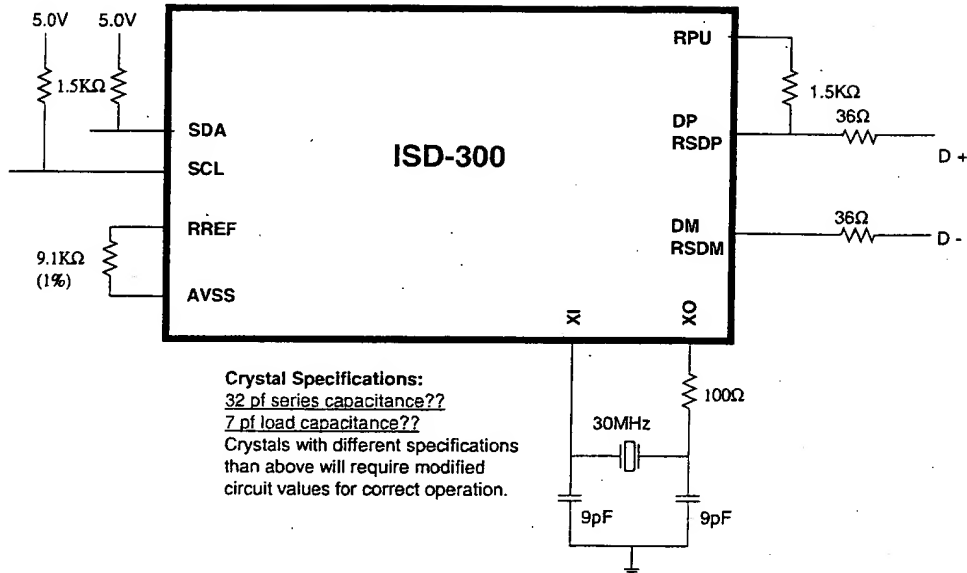 5.0V 5.0V
1.5KΩ
SDA
SCL
RREF
9.1KΩ
(1%)
AVSS
ISD-300
RPU
1.5KΩ
DP
RSDP
36Ω
D +
DM
RSDM
36Ω
D -
XI
XO
100Ω
30MHz
9pF
9pF
Crystal Specifications:
32 pf series capacitance??
7 pf load capacitance??
Crystals with different specifications
than above will require modified
circuit values for correct operation.